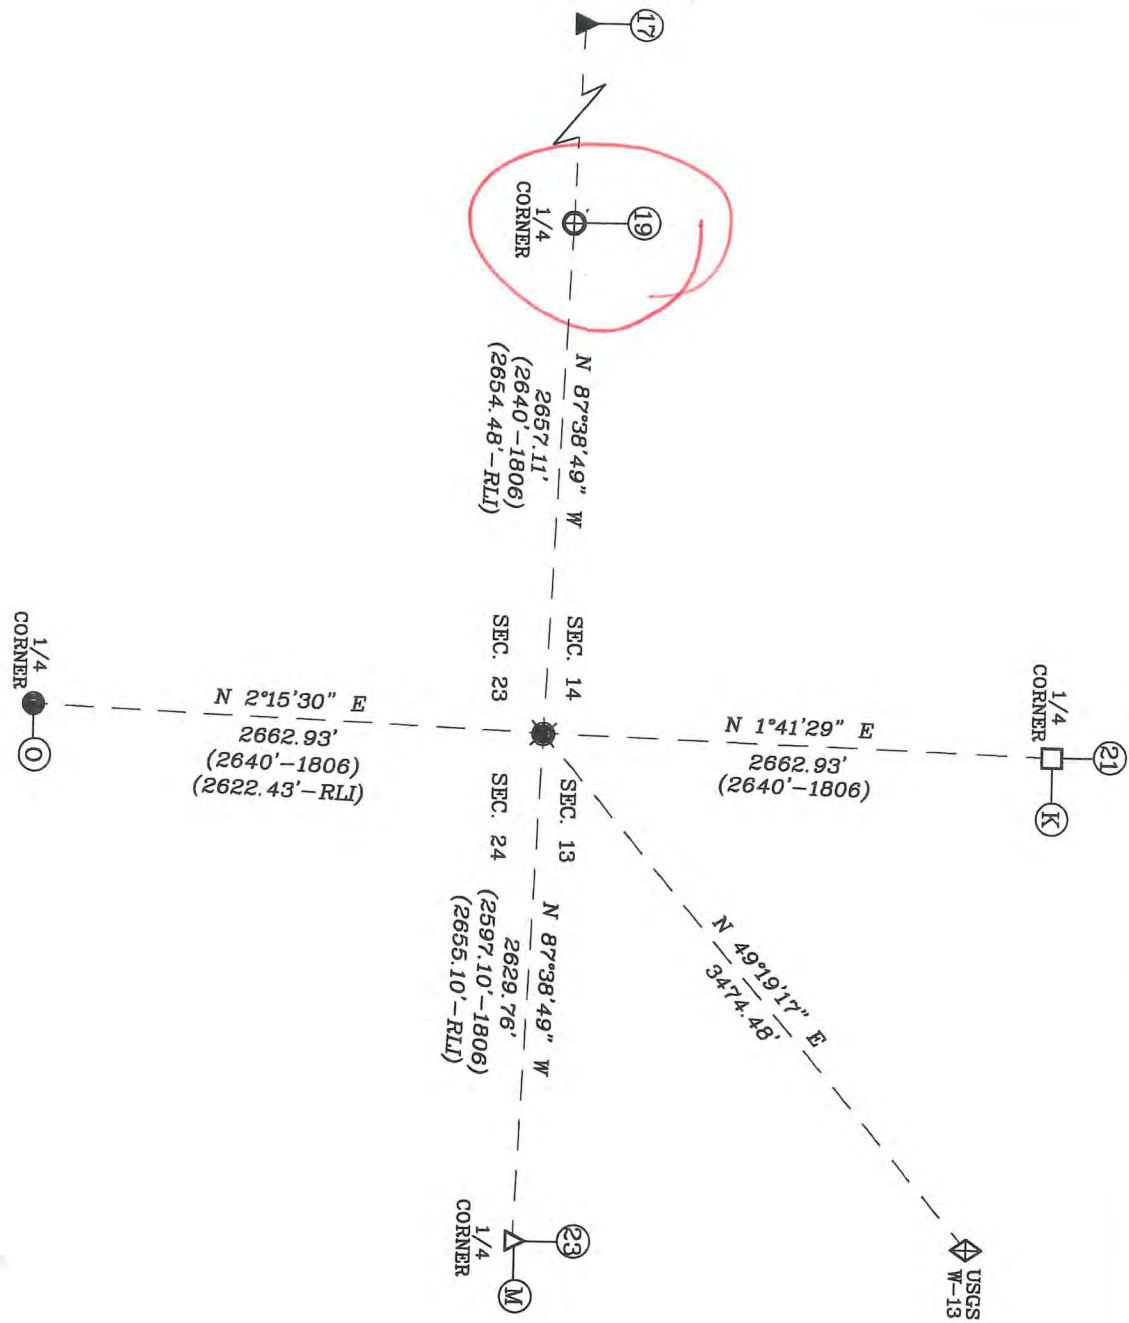 17
19
1/4
CORNER
N 87°38'49" W
2657.11'
(2640'-1806)
(2654.48'-RLI)
SEC. 14
SEC. 23
1/4
CORNER
O
N 2°15'30" E
2662.93'
(2640'-1806)
(2622.43'-RLI)
N 1°41'29" E
2662.93'
(2640'-1806)
1/4
CORNER
21
K
SEC. 13
SEC. 24
N 87°38'49" W
2629.76'
(2597.10'-1806)
(2655.10'-RLI)
N 49°19'17" E
3474.48'
23
1/4
CORNER
M
USGS
W-13